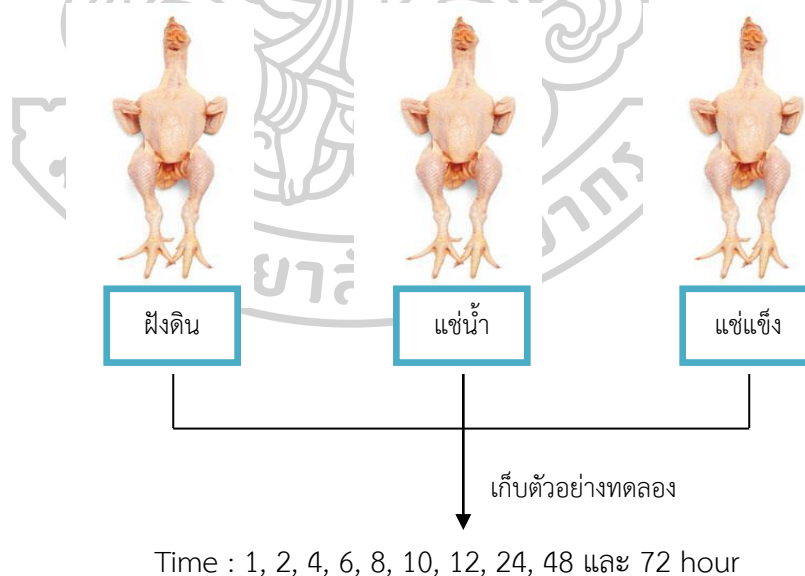 ฝังดิน
แช่น้ำ
แช่แข็ง
เก็บตัวอย่างทดลอง
Time : 1, 2, 4, 6, 8, 10, 12, 24, 48 และ 72 hour